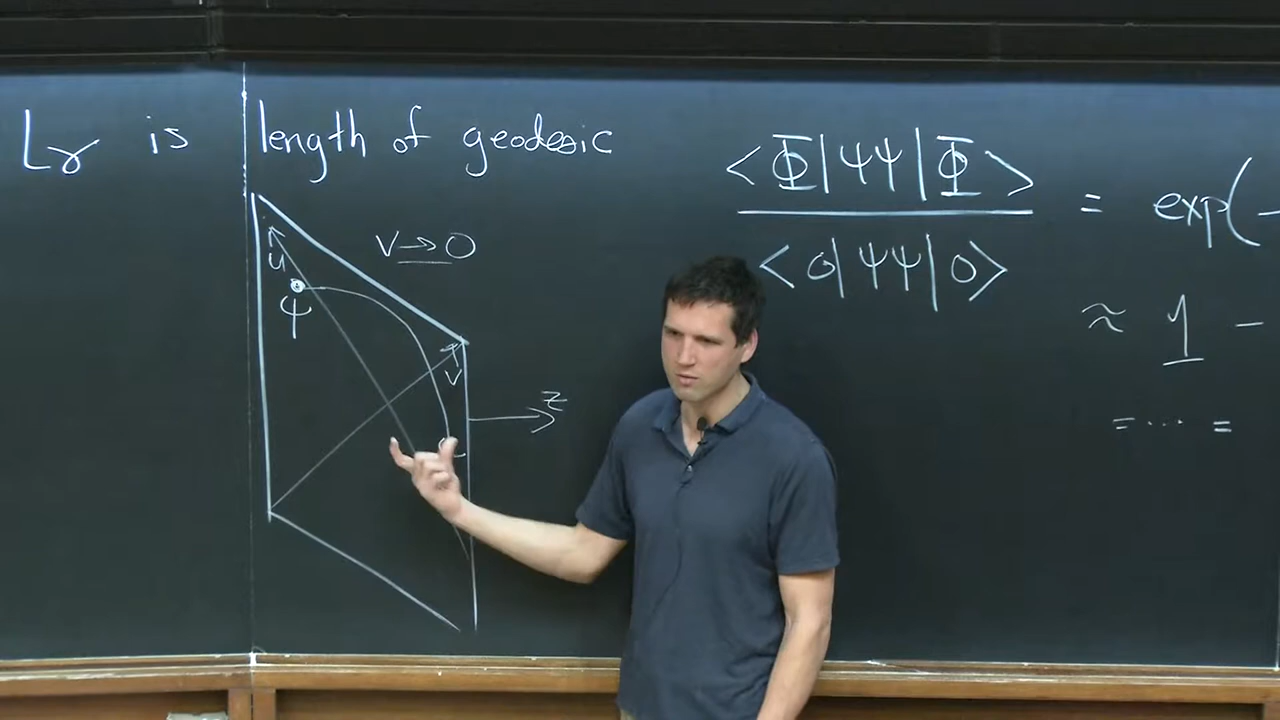 Lγ is length of geodesic
<Φ|ψψ|Φ> = exp(-
<0|ψψ|0>
≈ 1 -
= ... =
v→0
u
ψ
v
z